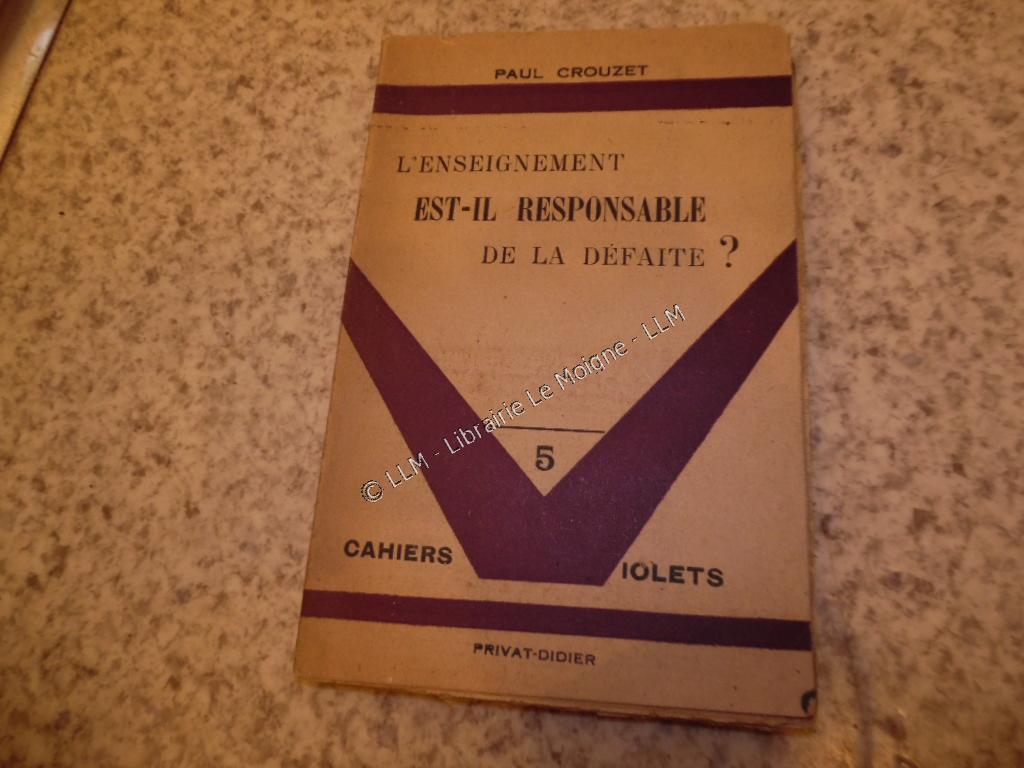 PAUL CROUZET
L'ENSEIGNEMENT
EST-IL RESPONSABLE
DE LA DÉFAITE ?
© LLM - Librairie Le Moigne - LLM
5
CAHIERS
IOLETS
PRIVAT-DIDIER